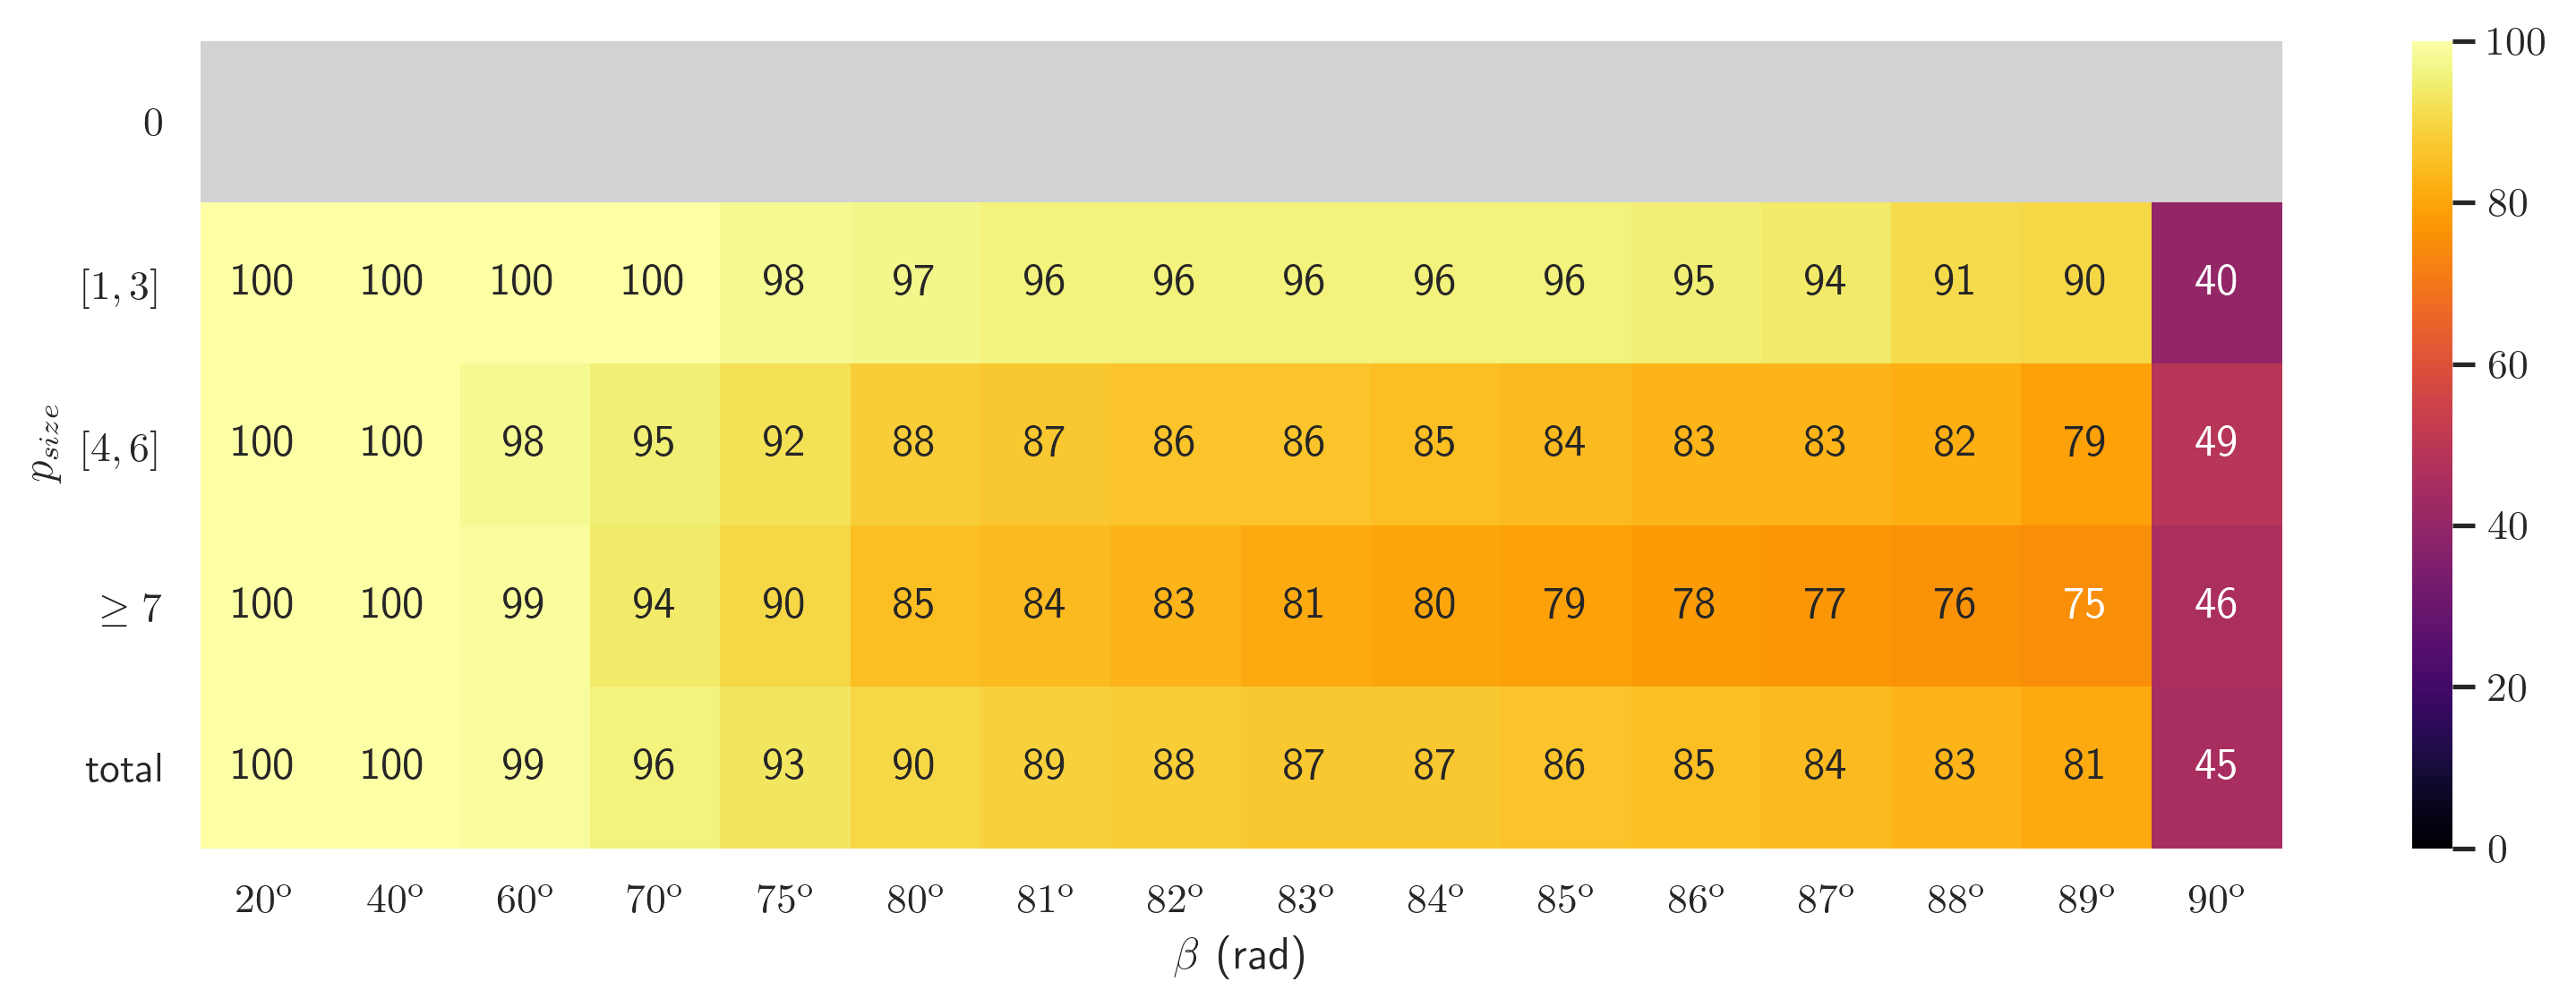 0
[1, 3] 100 100 100 100 98 97 96 96 96 96 96 95 94 91 90 40
[4, 6] 100 100 98 95 92 88 87 86 86 85 84 83 83 82 79 49
≥ 7 100 100 99 94 90 85 84 83 81 80 79 78 77 76 75 46
total 100 100 99 96 93 90 89 88 87 87 86 85 84 83 81 45
p_size
20° 40° 60° 70° 75° 80° 81° 82° 83° 84° 85° 86° 87° 88° 89° 90°
β (rad)
100
80
60
40
20
0